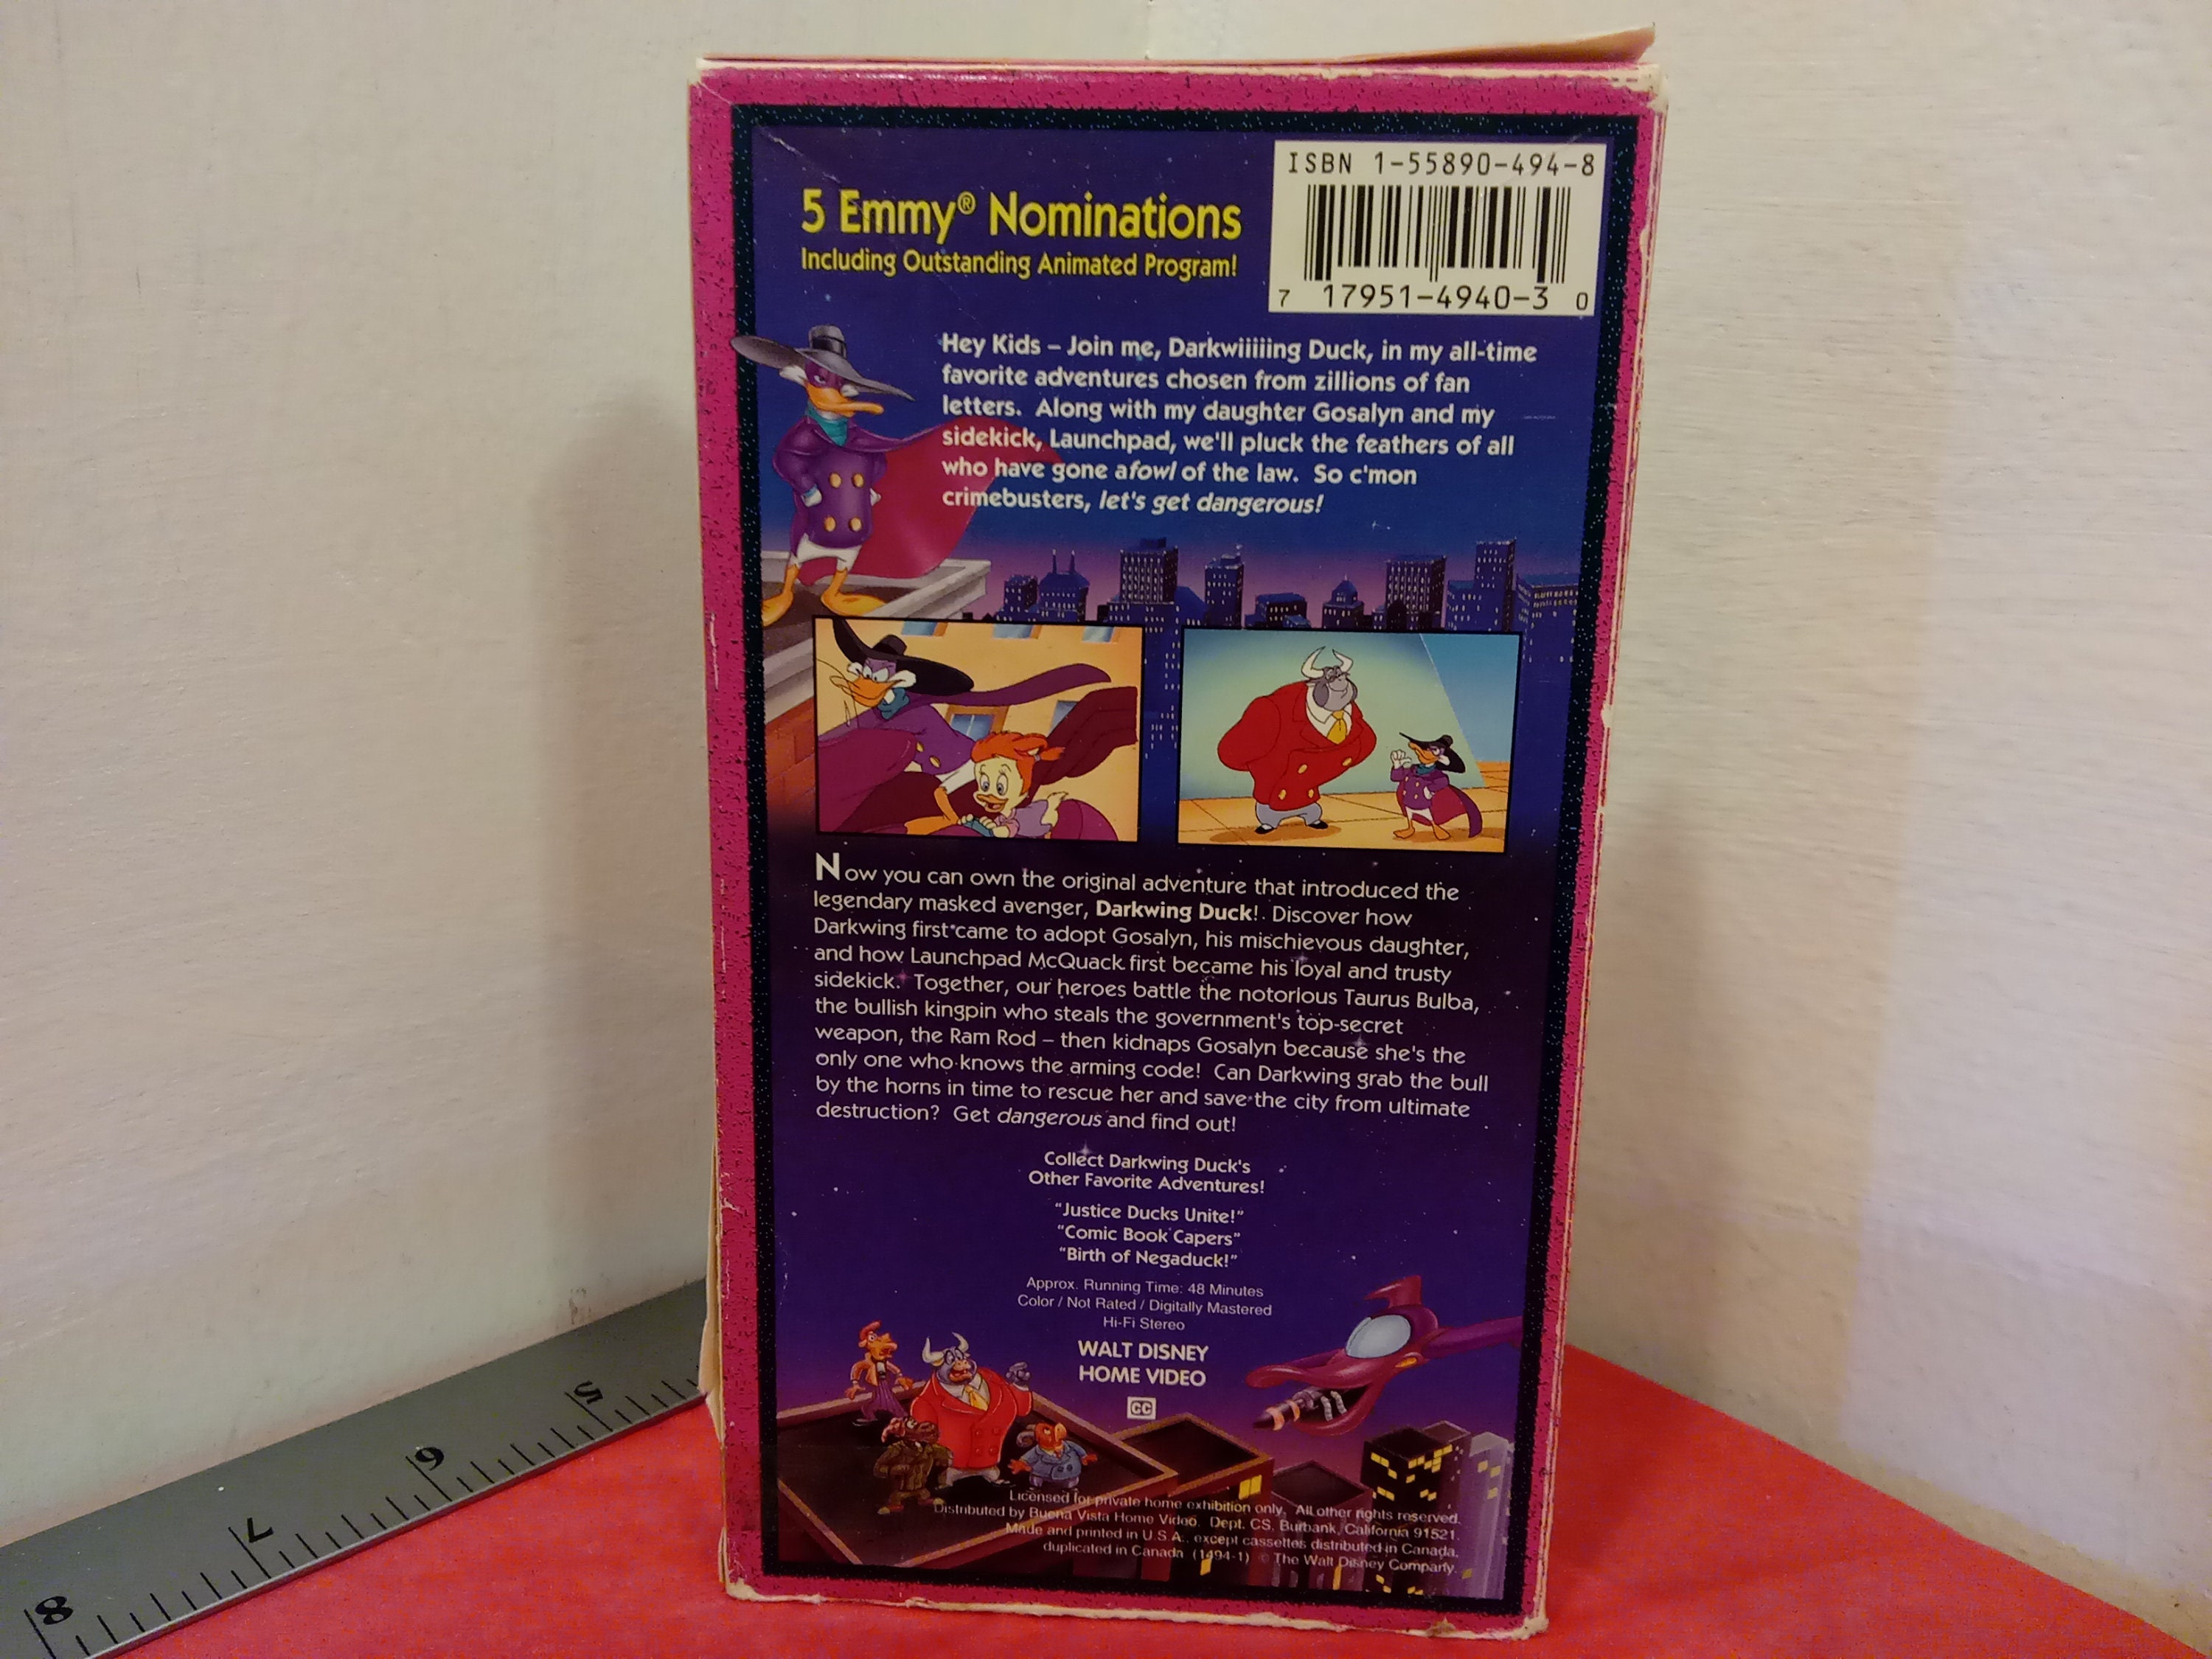 ISBN 1-55890-494-8
5 Emmy® Nominations
Including Outstanding Animated Program!
7 17951-4940-3 0
Hey Kids – Join me, Darkwiiiiing Duck, in my all-time
favorite adventures chosen from zillions of fan
letters. Along with my daughter Gosalyn and my
sidekick, Launchpad, we'll pluck the feathers of all
who have gone afowl of the law. So c'mon
crimebusters, let's get dangerous!
Now you can own the original adventure that introduced the
legendary masked avenger, Darkwing Duck! Discover how
Darkwing first came to adopt Gosalyn, his mischievous daughter,
and how Launchpad McQuack first became his loyal and trusty
sidekick. Together, our heroes battle the notorious Taurus Bulba,
the bullish kingpin who steals the government's top-secret
weapon, the Ram Rod – then kidnaps Gosalyn because she's the
only one who knows the arming code! Can Darkwing grab the bull
by the horns in time to rescue her and save the city from ultimate
destruction? Get dangerous and find out!
Collect Darkwing Duck's
Other Favorite Adventures!
"Justice Ducks Unite!"
"Comic Book Capers"
"Birth of Negaduck!"
Approx. Running Time: 48 Minutes
Color / Not Rated / Digitally Mastered
Hi-Fi Stereo
WALT DISNEY
HOME VIDEO
CC
Licensed for private home exhibition only. All other rights reserved.
Distributed by Buena Vista Home Video. Dept. CS, Burbank, California 91521.
Made and printed in U.S.A., except cassettes distributed in Canada,
duplicated in Canada (1494-1) © The Walt Disney Company.
5
6
7
8